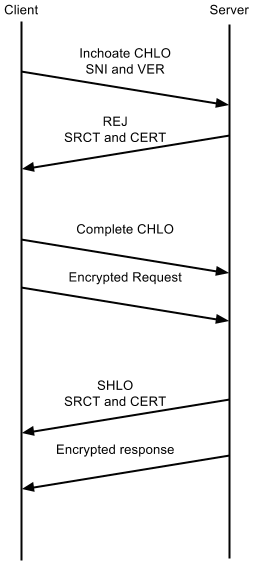 Client
Server
Inchoate CHLO
SNI and VER
REJ
SRCT and CERT
Complete CHLO
Encrypted Request
SHLO
SRCT and CERT
Encrypted response